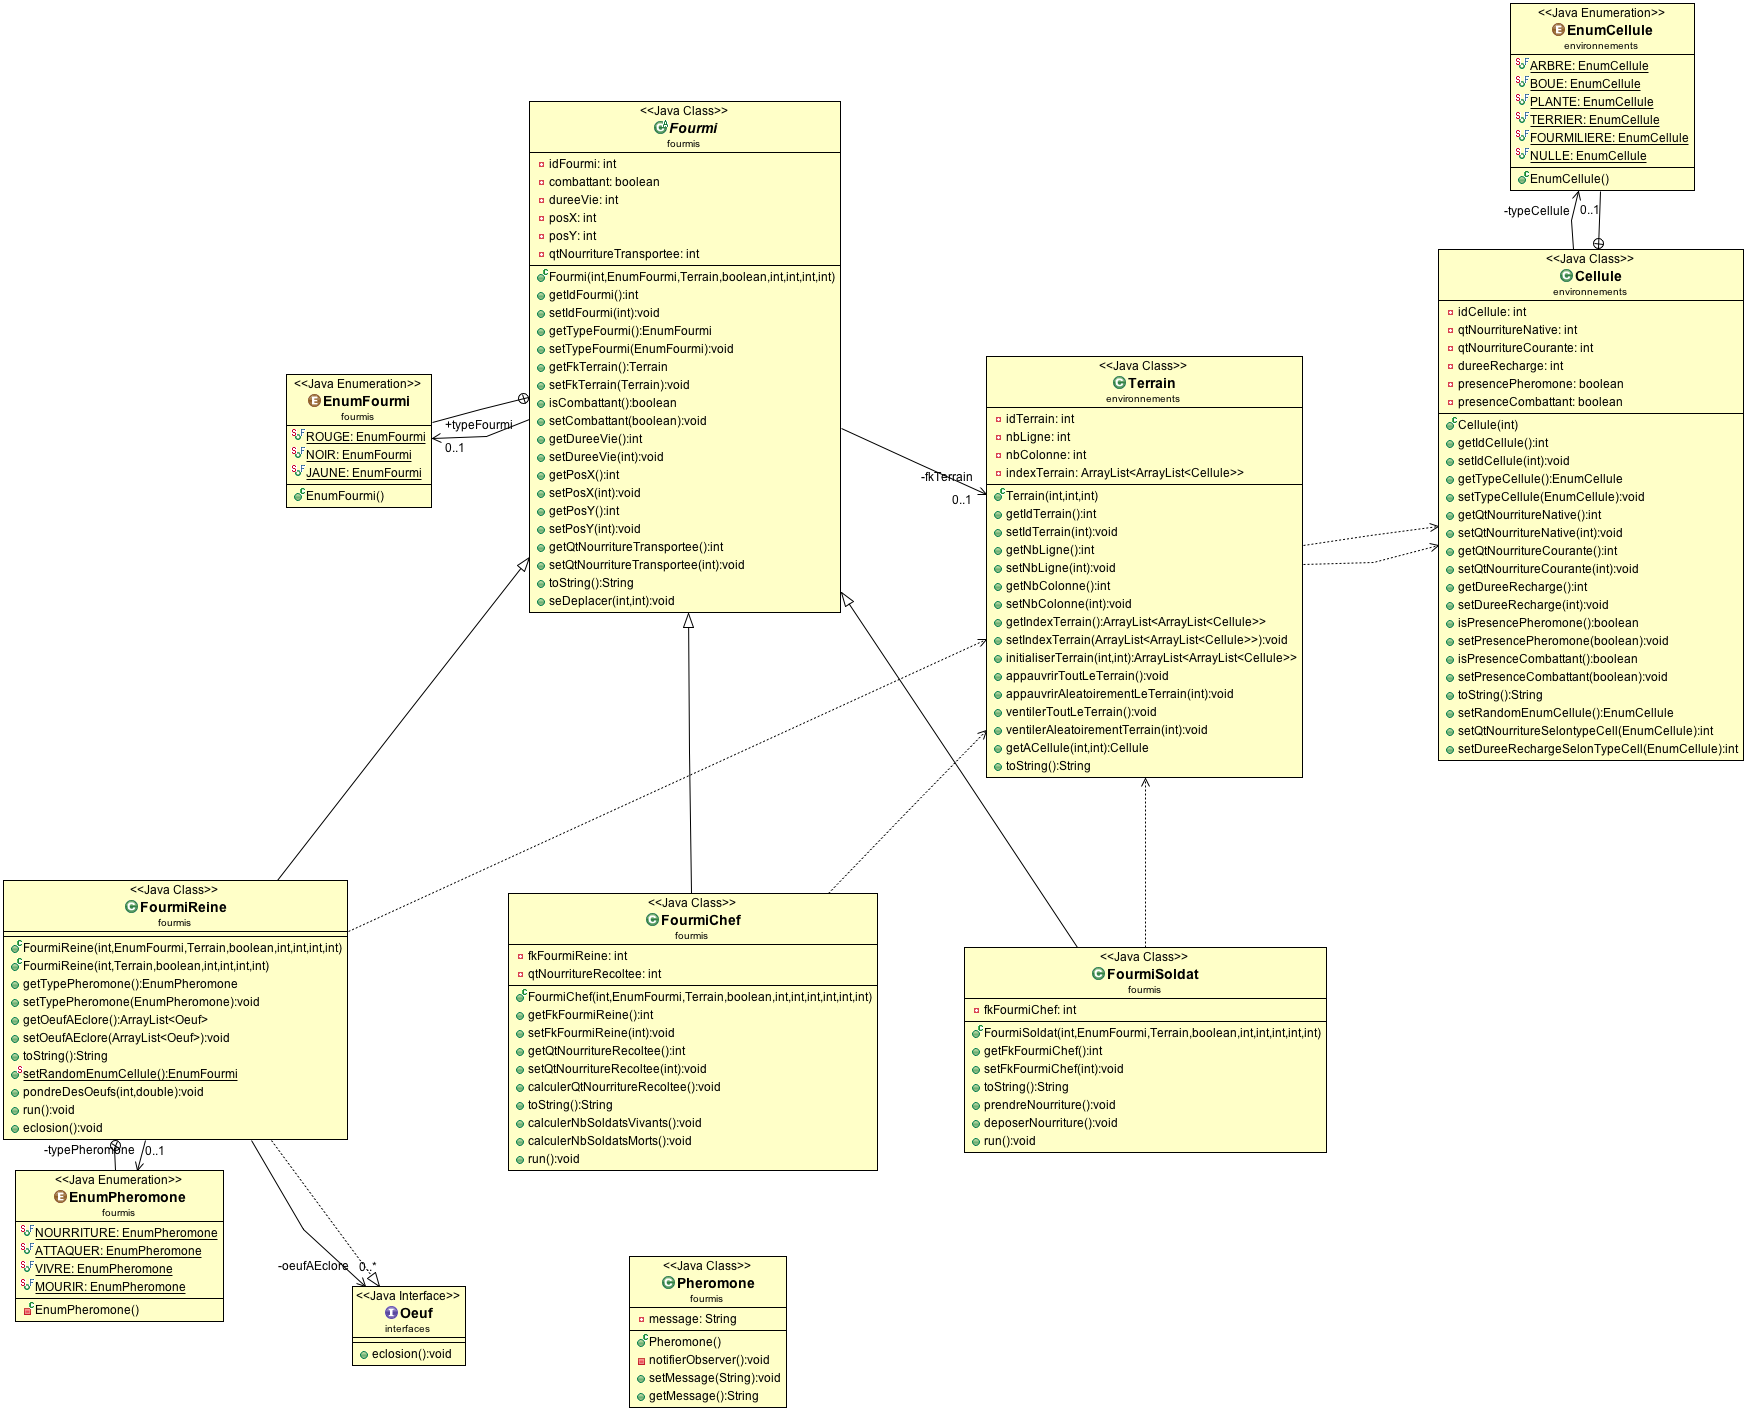 <<Java Enumeration>>
EnumCellule
environnements
ARBRE: EnumCellule
BOUE: EnumCellule
PLANTE: EnumCellule
TERRIER: EnumCellule
FOURMILIERE: EnumCellule
NULLE: EnumCellule
EnumCellule()
-typeCellule
0..1
<<Java Class>>
Fourmi
fourmis
idFourmi: int
combattant: boolean
dureeVie: int
posX: int
posY: int
qtNourritureTransportee: int
Fourmi(int,EnumFourmi,Terrain,boolean,int,int,int,int)
getIdFourmi():int
setIdFourmi(int):void
getTypeFourmi():EnumFourmi
setTypeFourmi(EnumFourmi):void
getFkTerrain():Terrain
setFkTerrain(Terrain):void
isCombattant():boolean
setCombattant(boolean):void
getDureeVie():int
setDureeVie(int):void
getPosX():int
setPosX(int):void
getPosY():int
setPosY(int):void
getQtNourritureTransportee():int
setQtNourritureTransportee(int):void
toString():String
seDeplacer(int,int):void
<<Java Class>>
Cellule
environnements
idCellule: int
qtNourritureNative: int
qtNourritureCourante: int
dureeRecharge: int
presencePheromone: boolean
presenceCombattant: boolean
Cellule(int)
getIdCellule():int
setIdCellule(int):void
getTypeCellule():EnumCellule
setTypeCellule(EnumCellule):void
getQtNourritureNative():int
setQtNourritureNative(int):void
getQtNourritureCourante():int
setQtNourritureCourante(int):void
getDureeRecharge():int
setDureeRecharge(int):void
isPresencePheromone():boolean
setPresencePheromone(boolean):void
isPresenceCombattant():boolean
setPresenceCombattant(boolean):void
toString():String
setRandomEnumCellule():EnumCellule
setQtNourritureSelontypeCell(EnumCellule):int
setDureeRechargeSelonTypeCell(EnumCellule):int
<<Java Enumeration>>
EnumFourmi
fourmis
ROUGE: EnumFourmi
NOIR: EnumFourmi
JAUNE: EnumFourmi
EnumFourmi()
+typeFourmi
0..1
-fkTerrain
0..1
<<Java Class>>
Terrain
environnements
idTerrain: int
nbLigne: int
nbColonne: int
indexTerrain: ArrayList<ArrayList<Cellule>>
Terrain(int,int,int)
getIdTerrain():int
setIdTerrain(int):void
getNbLigne():int
setNbLigne(int):void
getNbColonne():int
setNbColonne(int):void
getIndexTerrain():ArrayList<ArrayList<Cellule>>
setIndexTerrain(ArrayList<ArrayList<Cellule>>):void
initialiserTerrain(int,int):ArrayList<ArrayList<Cellule>>
appauvrirToutLeTerrain():void
appauvrirAleatoirementLeTerrain(int):void
ventilerToutLeTerrain():void
ventilerAleatoirementTerrain(int):void
getACellule(int,int):Cellule
toString():String
<<Java Class>>
FourmiReine
fourmis
FourmiReine(int,EnumFourmi,Terrain,boolean,int,int,int,int)
FourmiReine(int,Terrain,boolean,int,int,int,int)
getTypePheromone():EnumPheromone
setTypePheromone(EnumPheromone):void
getOeufAEclore():ArrayList<Oeuf>
setOeufAEclore(ArrayList<Oeuf>):void
toString():String
setRandomEnumCellule():EnumFourmi
pondreDesOeufs(int,double):void
run():void
eclosion():void
<<Java Class>>
FourmiChef
fourmis
fkFourmiReine: int
qtNourritureRecoltee: int
FourmiChef(int,EnumFourmi,Terrain,boolean,int,int,int,int,int,int)
getFkFourmiReine():int
setFkFourmiReine(int):void
getQtNourritureRecoltee():int
setQtNourritureRecoltee(int):void
calculerQtNourritureRecoltee():void
toString():String
calculerNbSoldatsVivants():void
calculerNbSoldatsMorts():void
run():void
<<Java Class>>
FourmiSoldat
fourmis
fkFourmiChef: int
FourmiSoldat(int,EnumFourmi,Terrain,boolean,int,int,int,int,int)
getFkFourmiChef():int
setFkFourmiChef(int):void
toString():String
prendreNourriture():void
deposerNourriture():void
run():void
-typePheromone
0..1
<<Java Enumeration>>
EnumPheromone
fourmis
NOURRITURE: EnumPheromone
ATTAQUER: EnumPheromone
VIVRE: EnumPheromone
MOURIR: EnumPheromone
EnumPheromone()
-oeufAEclore
0..*
<<Java Interface>>
Oeuf
interfaces
eclosion():void
<<Java Class>>
Pheromone
fourmis
message: String
Pheromone()
notifierObserver():void
setMessage(String):void
getMessage():String